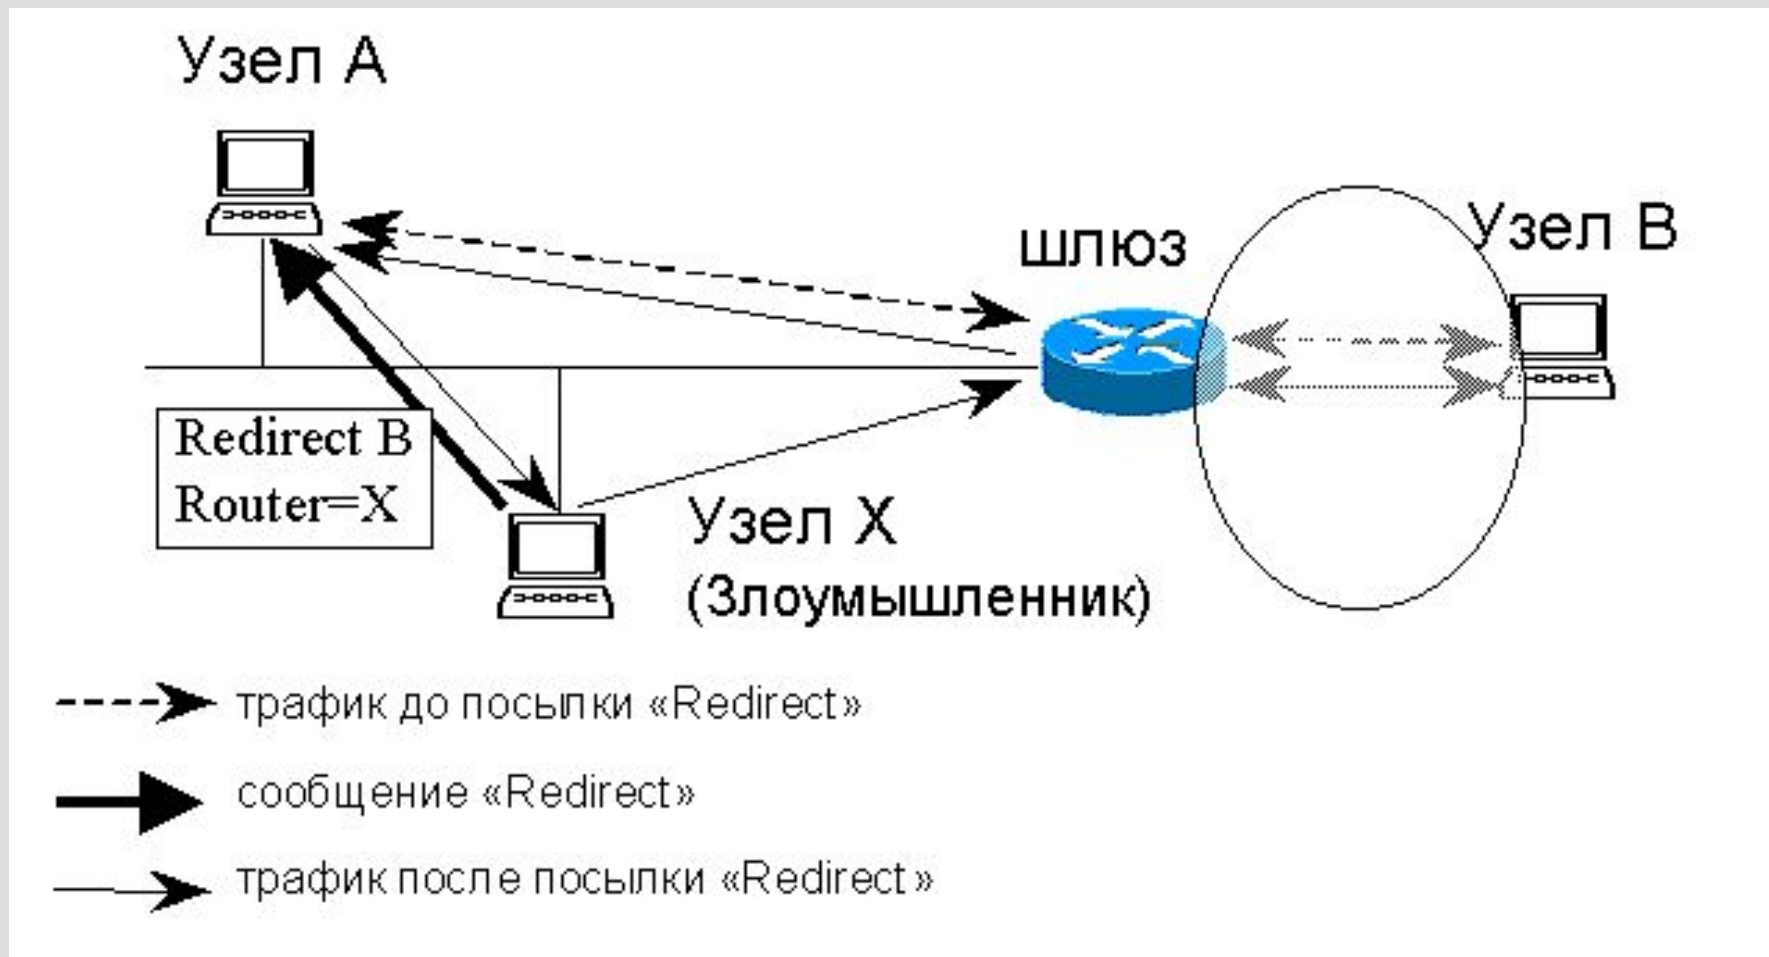 Узел A
шлюз
Узел B
Redirect B
Router=X
Узел X
(Злоумышленник)
трафик до посылки «Redirect»
сообщение «Redirect»
трафик после посылки «Redirect»